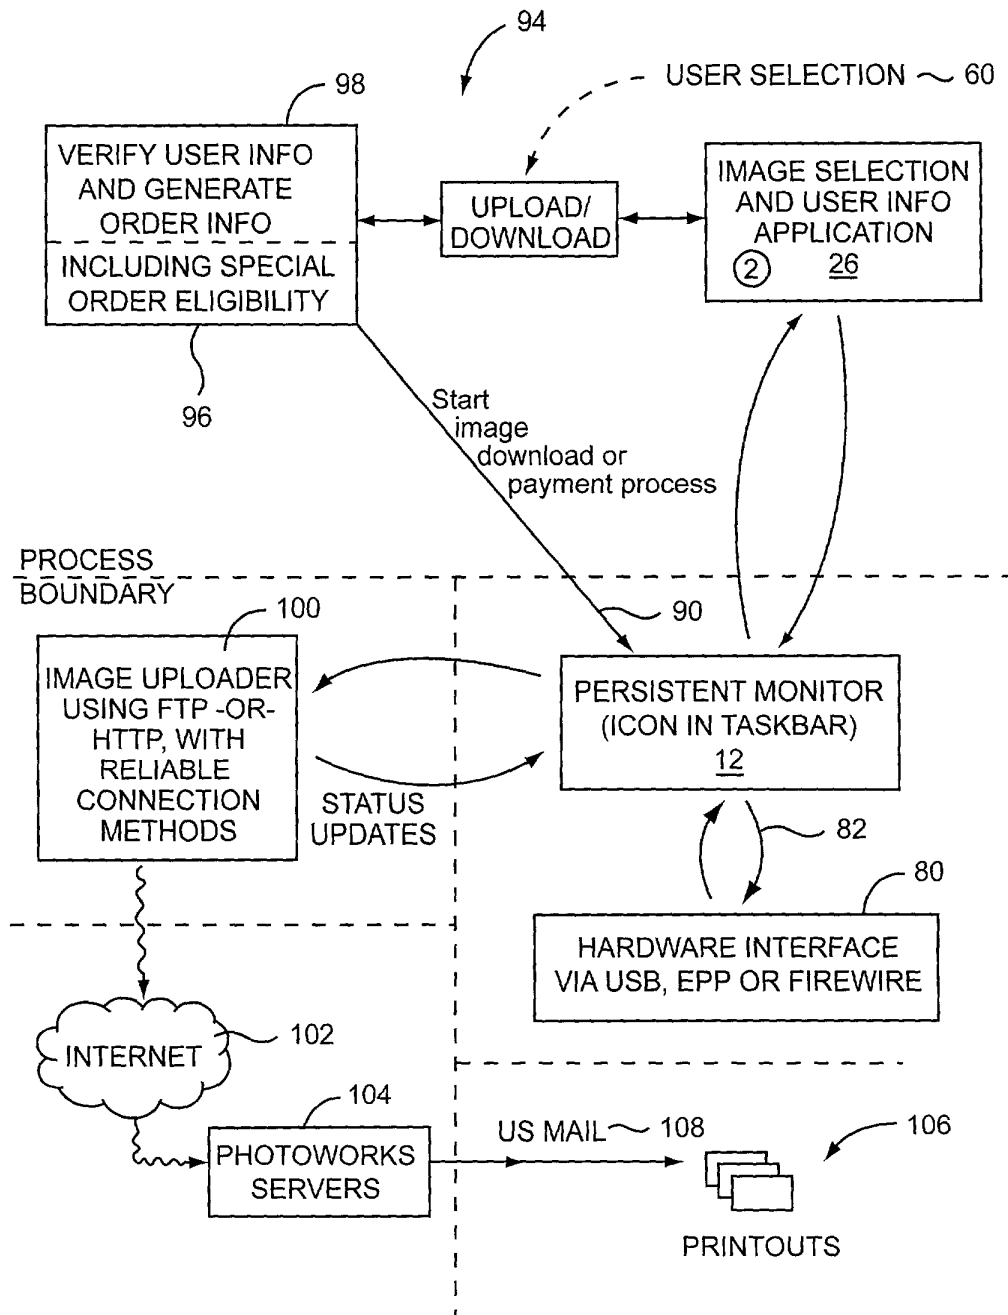 94
USER SELECTION 60
98
VERIFY USER INFO
AND GENERATE
ORDER INFO
INCLUDING SPECIAL
ORDER ELIGIBILITY
96
UPLOAD/
DOWNLOAD
IMAGE SELECTION
AND USER INFO
APPLICATION
2 26
Start
image
download or
payment process
PROCESS
BOUNDARY
100
IMAGE UPLOADER
USING FTP -OR-
HTTP, WITH
RELIABLE
CONNECTION
METHODS
STATUS
UPDATES
90
PERSISTENT MONITOR
(ICON IN TASKBAR)
12
82
80
HARDWARE INTERFACE
VIA USB, EPP OR FIREWIRE
INTERNET
102
104
PHOTOWORKS
SERVERS
US MAIL 108
106
PRINTOUTS